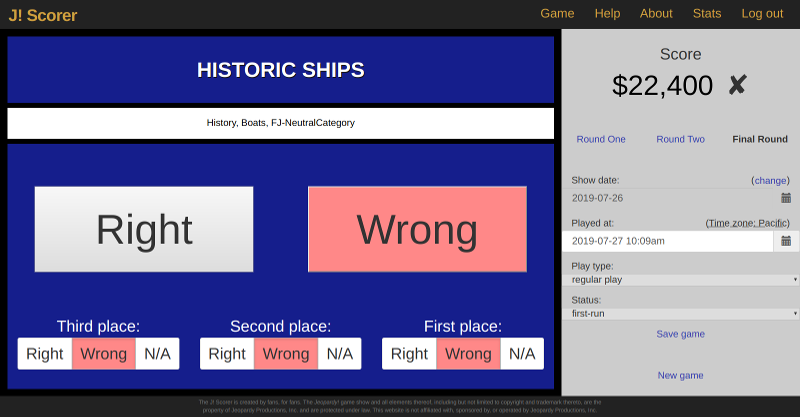 J! Scorer
Game Help About Stats Log out
HISTORIC SHIPS
History, Boats, FJ-NeutralCategory
Right Wrong
Third place: Second place: First place:
Right Wrong N/A Right Wrong N/A Right Wrong N/A
Score
$22,400 ✘
Round One Round Two Final Round
Show date: (change)
2019-07-26
Played at: (Time zone: Pacific)
2019-07-27 10:09am
Play type:
regular play
Status:
first-run
Save game
New game
The J! Scorer is created by fans, for fans. The Jeopardy! game show and all elements thereof, including but not limited to copyright and trademark thereto, are the
property of Jeopardy Productions, Inc. and are protected under law. This website is not affiliated with, sponsored by, or operated by Jeopardy Productions, Inc.